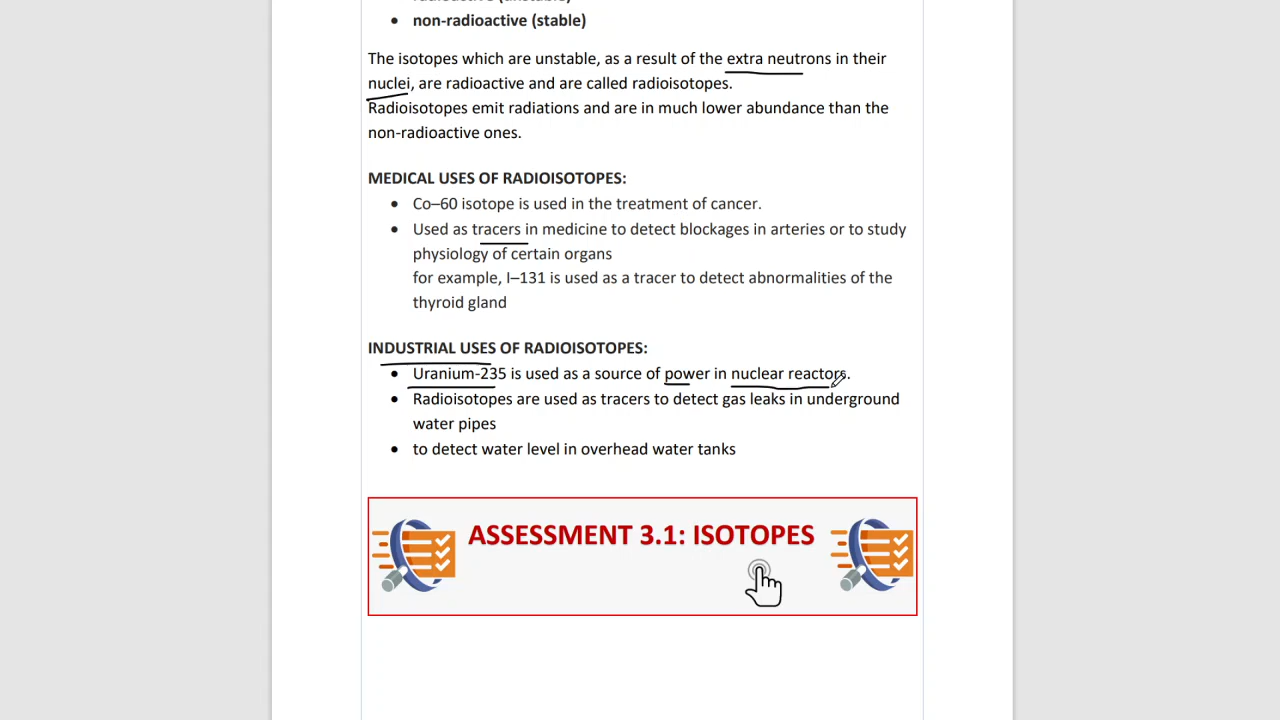 non-radioactive (stable)
The isotopes which are unstable, as a result of the extra neutrons in their
nuclei, are radioactive and are called radioisotopes.
Radioisotopes emit radiations and are in much lower abundance than the
non-radioactive ones.
MEDICAL USES OF RADIOISOTOPES:
Co–60 isotope is used in the treatment of cancer.
Used as tracers in medicine to detect blockages in arteries or to study
physiology of certain organs
for example, I–131 is used as a tracer to detect abnormalities of the
thyroid gland
INDUSTRIAL USES OF RADIOISOTOPES:
Uranium-235 is used as a source of power in nuclear reactors.
Radioisotopes are used as tracers to detect gas leaks in underground
water pipes
to detect water level in overhead water tanks
ASSESSMENT 3.1: ISOTOPES